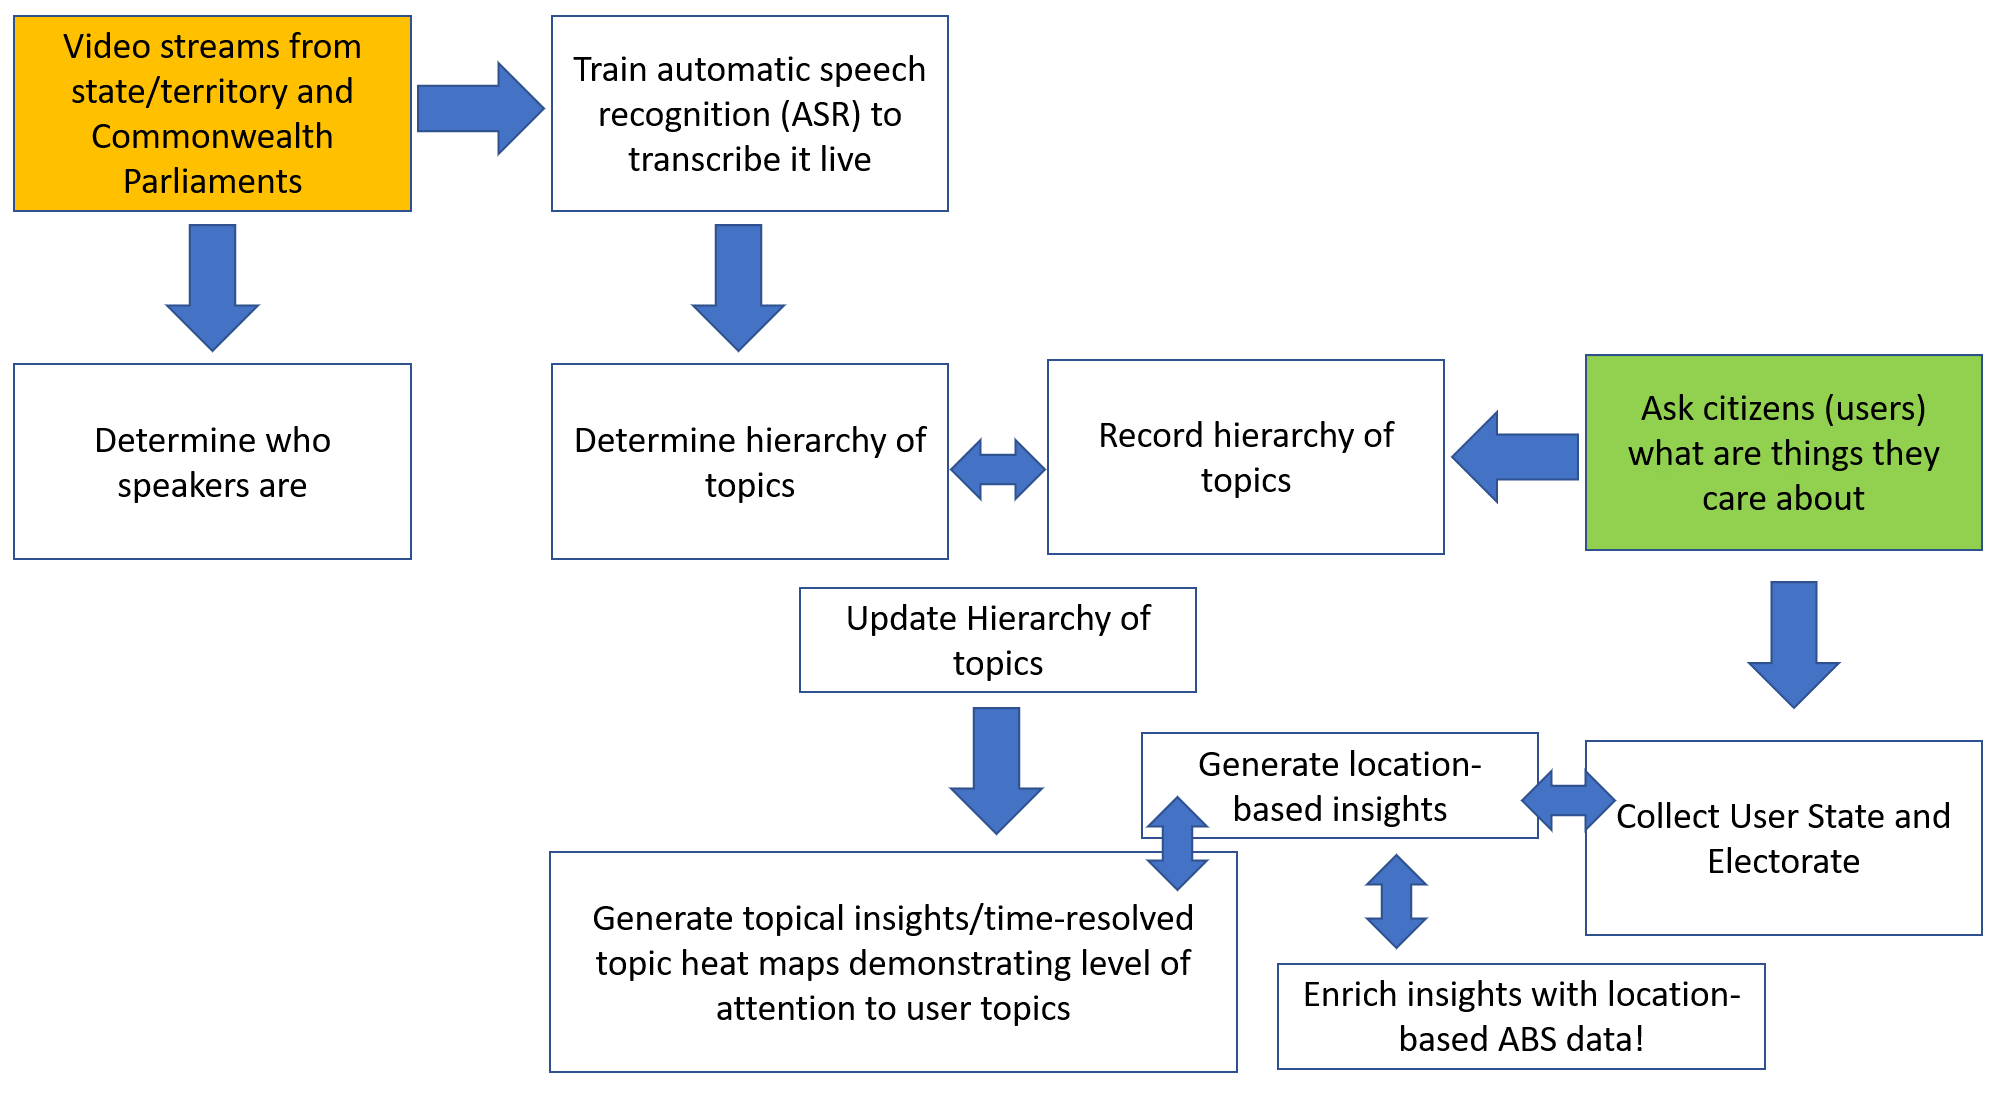 Video streams from
state/territory and
Commonwealth
Parliaments
Train automatic speech
recognition (ASR) to
transcribe it live
Determine who
speakers are
Determine hierarchy of
topics
Record hierarchy of
topics
Ask citizens (users)
what are things they
care about
Update Hierarchy of
topics
Generate location-
based insights
Collect User State and
Electorate
Generate topical insights/time-resolved
topic heat maps demonstrating level of
attention to user topics
Enrich insights with location-
based ABS data!